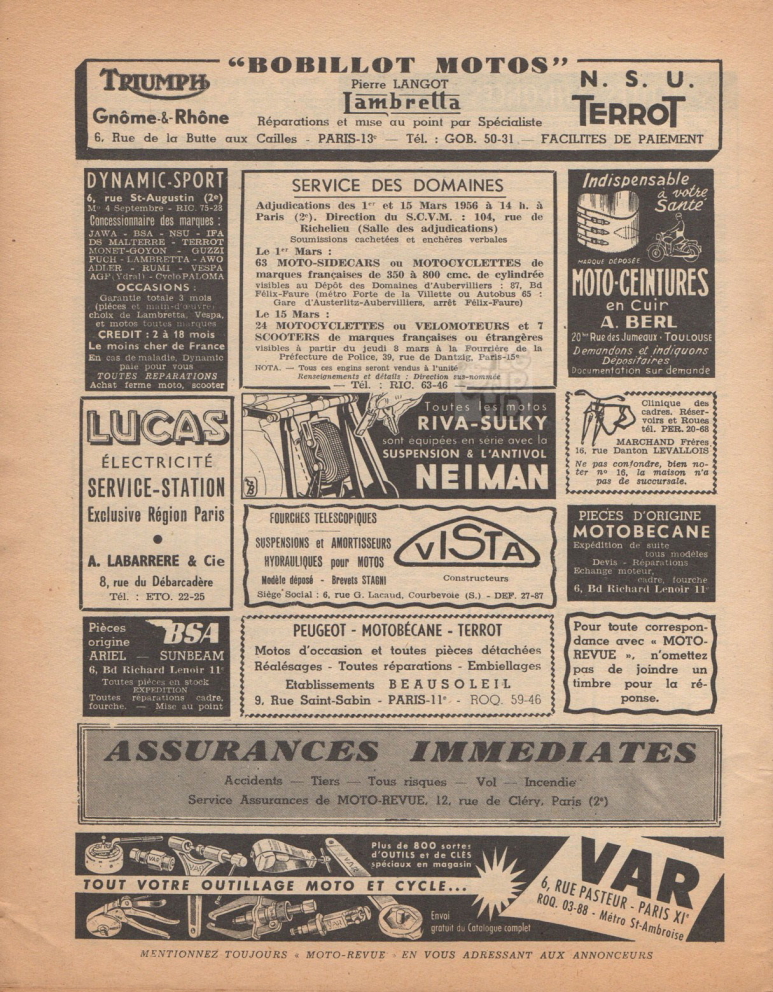 "BOBILLOT MOTOS"
TRIUMPH
Gnôme-&-Rhône
Pierre LANGOT
Lambretta
Réparations et mise au point par Spécialiste
N. S. U.
TERROT
6, Rue de la Butte aux Cailles - PARIS-13e — Tél. : GOB. 50-31 — FACILITES DE PAIEMENT
DYNAMIC-SPORT
6, rue St-Augustin (2e)
Mo 4 Septembre - RIC. 75-28
Concessionnaire des marques :
JAWA - BSA - NSU - IFA
DS MALTERRE - TERROT
MONET-GOYON - GUZZI
PUCH - LAMBRETTA - AWO
ADLER - RUMI - VESPA
AGF (Ydral) - Cyclo PALOMA
OCCASIONS :
Garantie totale 3 mois
(pièces et main-d'œuvre)
choix de Lambretta, Vespa,
et motos toutes marques
CREDIT : 2 à 18 mois
Le moins cher de France
En cas de maladie, Dynamic
paie pour vous
TOUTES REPARATIONS
Achat ferme moto, scooter
SERVICE DES DOMAINES
Adjudications des 1er et 15 Mars 1956 à 14 h. à
Paris (2e). Direction du S.C.V.M. : 104, rue de
Richelieu (Salle des adjudications)
Soumissions cachetées et enchères verbales
Le 1er Mars :
63 MOTO-SIDECARS ou MOTOCYCLETTES de
marques françaises de 350 à 800 cmc. de cylindrée
visibles au Dépôt des Domaines d'Aubervilliers : 87, Bd
Félix-Faure (métro Porte de la Villette ou Autobus 65 :
Gare d'Austerlitz-Aubervilliers, arrêt Félix-Faure)
Le 15 Mars :
24 MOTOCYCLETTES ou VELOMOTEURS et 7
SCOOTERS de marques françaises ou étrangères
visibles à partir du jeudi 8 mars à la Fourrière de la
Préfecture de Police, 39, rue de Dantzig, Paris-15e
NOTA. — Tous ces engins seront vendus à l'unité
Renseignements et détails : Direction sus-nommée
— Tél. : RIC. 63-46 —
Indispensable
a votre
Santé
MARQUE DÉPOSÉE
MOTO-CEINTURES
en Cuir
A. BERL
20 bis Rue des Jumeaux - TOULOUSE
Demandons et indiquons
Dépositaires
Documentation sur demande
LUCAS
ÉLECTRICITÉ
SERVICE-STATION
Exclusive Région Paris
•
A. LABARRERE & Cie
8, rue du Débarcadère
Tél. : ETO. 22-25
Toutes les motos
RIVA-SULKY
sont équipées en série avec la
SUSPENSION & L'ANTIVOL
NEIMAN
Clinique des
cadres. Réser-
voirs et Roues
tél. PER. 20-68
MARCHAND Frères
16, rue Danton LEVALLOIS
Ne pas confondre, bien no-
ter no 16, la maison n'a
pas de succursale.
FOURCHES TELESCOPIQUES
SUSPENSIONS et AMORTISSEURS
HYDRAULIQUES pour MOTOS
Modèle déposé - Brevets STAGNI
VISTA
Constructeurs
Siège Social : 6, rue G. Lacaud, Courbevoie (S.) - DEF. 27-87
PIECES D'ORIGINE
MOTOBECANE
Expédition de suite
tous modèles
Devis - Réparations
Echange moteur,
cadre, fourche
6, Bd Richard Lenoir 11e
Pièces
origine
BSA
ARIEL — SUNBEAM
6, Bd Richard Lenoir 11e
Toutes pièces en stock
EXPEDITION
Toutes réparations cadre,
fourche. — Mise au point
PEUGEOT - MOTOBÉCANE - TERROT
Motos d'occasion et toutes pièces détachées
Réalésages - Toutes réparations - Embiellages
Etablissements BEAUSOLEIL
9, Rue Saint-Sabin - PARIS-11e - ROQ. 59-46
Pour toute correspon-
dance avec « MOTO-
REVUE », n'omettez
pas de joindre un
timbre pour la ré-
ponse.
ASSURANCES IMMEDIATES
Accidents — Tiers — Tous risques — Vol — Incendie
Service Assurances de MOTO-REVUE, 12, rue de Cléry, Paris (2e)
Plus de 800 sortes
d'OUTILS et de CLÉS
spéciaux en magasin
TOUT VOTRE OUTILLAGE MOTO ET CYCLE...
Envoi
gratuit du Catalogue complet
VAR
6, RUE PASTEUR - PARIS XIe
ROQ. 03-88 - Métro St-Ambroise
MENTIONNEZ TOUJOURS « MOTO-REVUE » EN VOUS ADRESSANT AUX ANNONCEURS